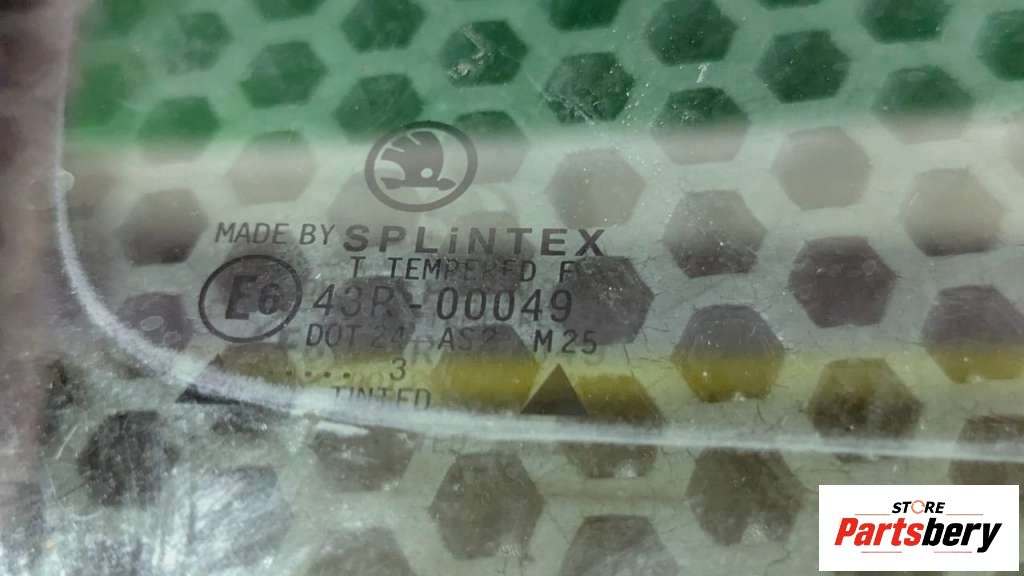 MADE BY SPLiNTEX
T TEMPERED F
E6 43R-00049
DOT 24 AS2 M25
.... 3
TINTED
STORE
Partsbery